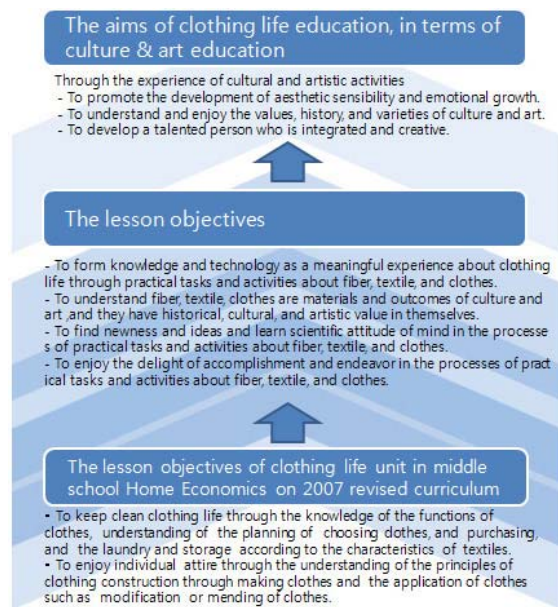 The aims of clothing life education, in terms of
culture & art education
Through the experience of cultural and artistic activities
- To promote the development of aesthetic sensibility and emotional growth.
- To understand and enjoy the values, history, and varieties of culture and art.
- To develop a talented person who is integrated and creative.
The lesson objectives
- To form knowledge and technology as a meaningful experience about clothing
life through practical tasks and activities about fiber, textile, and clothes.
- To understand fiber, textile, clothes are materials and outcomes of culture and
art ,and they have historical, cultural, and artistic value in themselves.
- To find newness and ideas and learn scientific attitude of mind in the processe
s of practical tasks and activities about fiber, textile, and clothes.
- To enjoy the delight of accomplishment and endeavor in the processes of pract
ical tasks and activities about fiber, textile, and clothes.
The lesson objectives of clothing life unit in middle
school Home Economics on 2007 revised curriculum
• To keep clean clothing life through the knowledge of the functions of
clothes, understanding of the planning of choosing clothes, and purchasing,
and the laundry and storage according to the characteristics of textiles.
• To enjoy individual attire through the understanding of the principles of
clothing construction through making clothes and the application of clothes
such as modification or mending of clothes.